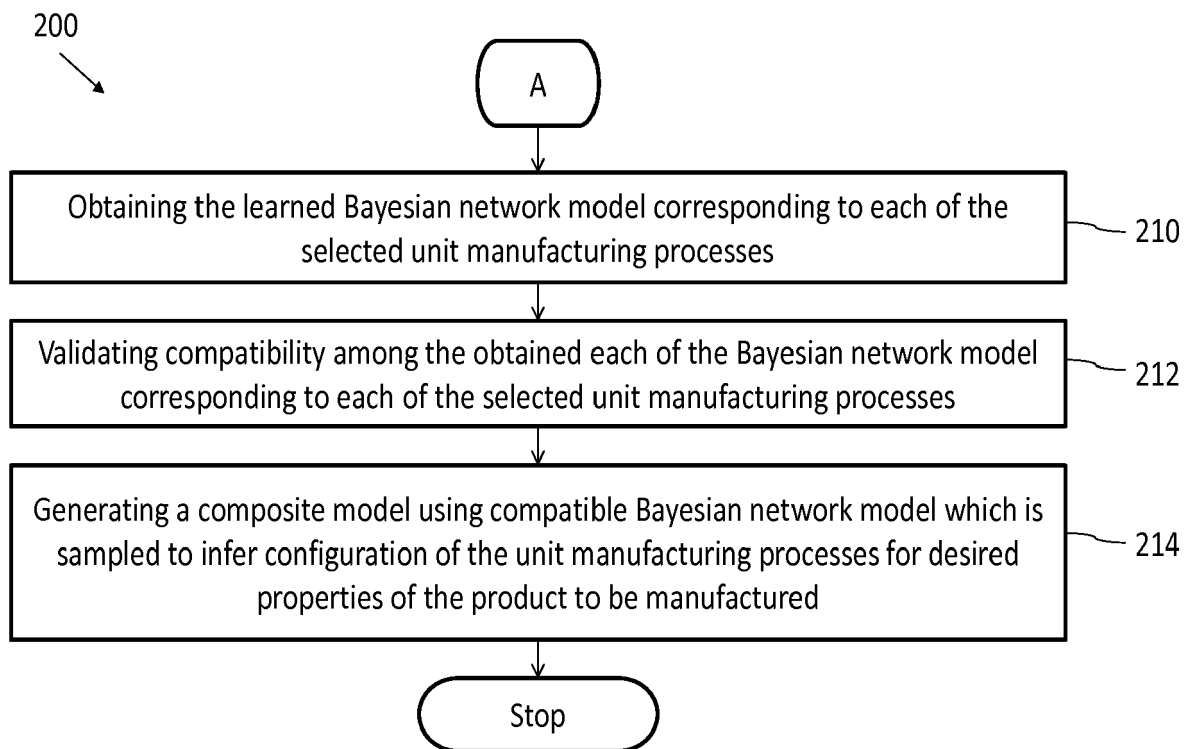 200
A
Obtaining the learned Bayesian network model corresponding to each of the
selected unit manufacturing processes
210
Validating compatibility among the obtained each of the Bayesian network model
corresponding to each of the selected unit manufacturing processes
212
Generating a composite model using compatible Bayesian network model which is
sampled to infer configuration of the unit manufacturing processes for desired
properties of the product to be manufactured
214
Stop